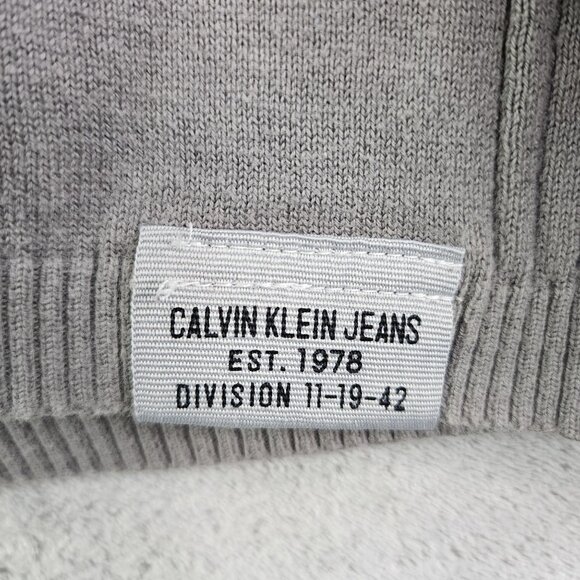 CALVIN KLEIN JEANS
EST. 1978
DIVISION 11-19-42